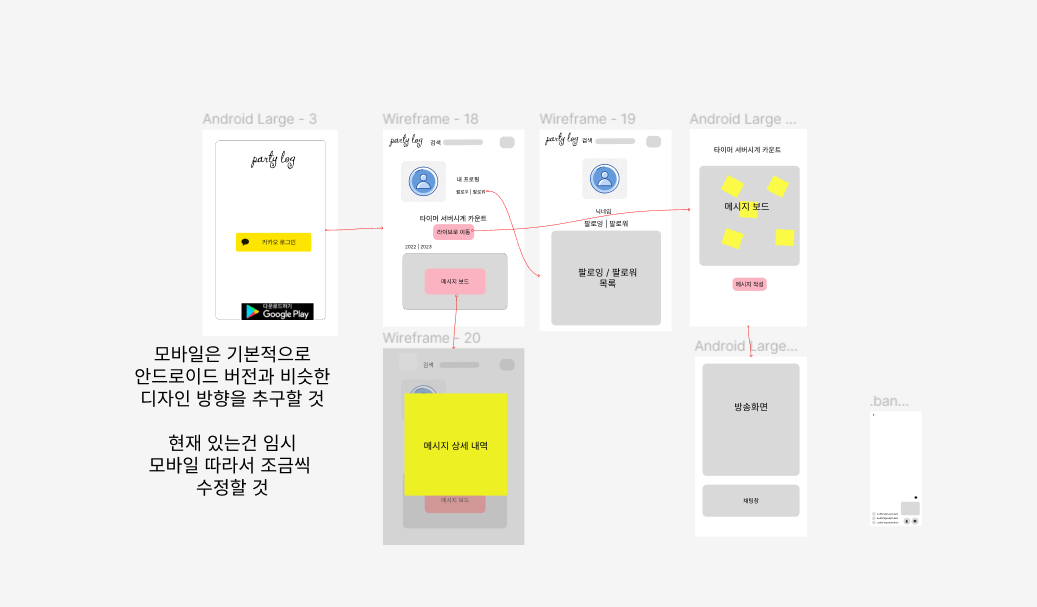 Android Large - 3
party log
카카오 로그인
다운로드하기
Google Play
모바일은 기본적으로
안드로이드 버전과 비슷한
디자인 방향을 추구할 것
현재 있는건 임시
모바일 따라서 조금씩
수정할 것
Wireframe - 18
party log
검색
내 프로필
팔로우 | 팔로워
타이머 서버시계 카운트
라이브로 이동
2022 | 2023
메시지 보드
Wireframe - 20
검색
메시지 상세 내역
메시지 보드
Wireframe - 19
party log
검색
닉네임
팔로잉 | 팔로워
팔로잉 / 팔로워
목록
Android Large ...
타이머 서버시계 카운트
메시지 보드
메시지 작성
Android Large...
방송화면
채팅창
.ban...